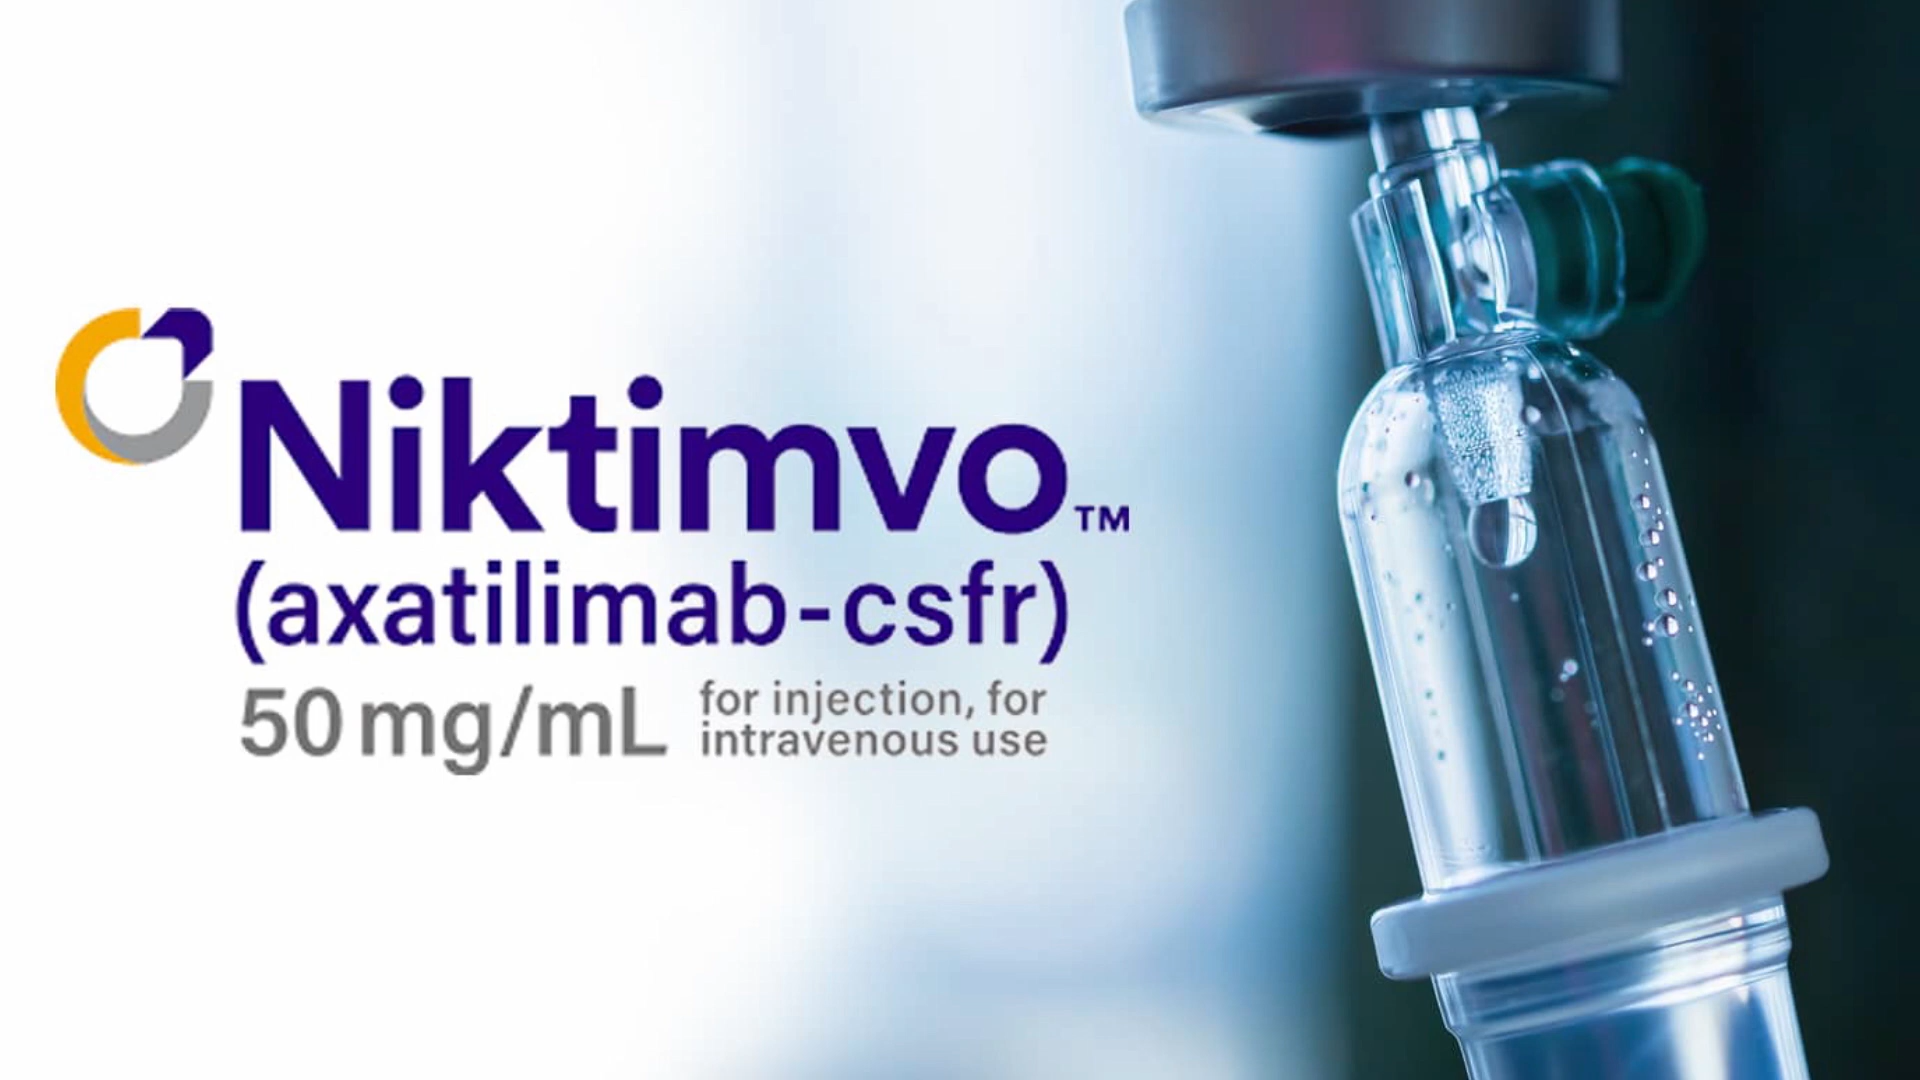 Niktimvo™
(axatilimab-csfr)
50 mg/mL for injection, for
intravenous use